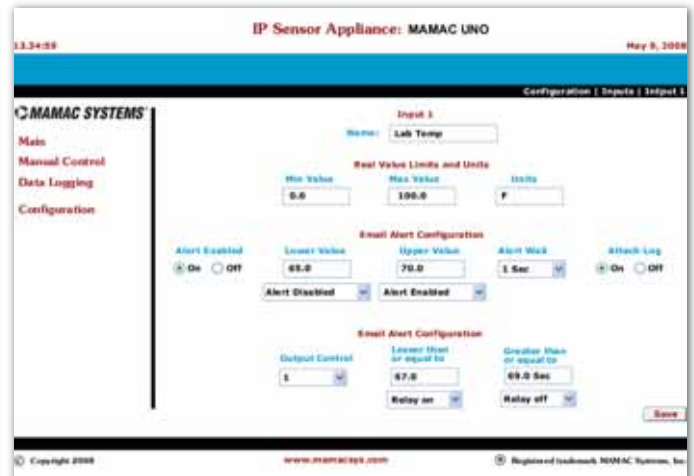 IP Sensor Appliance: MAMAC UNO
13.34:59
May 9, 2008
Configuration | Inputs | Intput 1
MAMAC SYSTEMS
Main
Manual Control
Data Logging
Configuration
Input 1
Name: Lab Temp
Real Value Limits and Units
Min Value Max Value Units
0.0 100.0 F
Email Alert Configuration
Alert Enabled Lower Value Upper Value Alert Wait Attach Log
On Off 65.0 70.0 1 Sec On Off
Alert Disabled Alert Enabled
Email Alert Configuration
Output Control Lesser than or equal to Greater than or equal to
1 67.0 69.0 Sec
Relay on Relay off
Save
© Copyright 2008 www.mamacsys.com ® Registered trademark MAMAC Systems, Inc